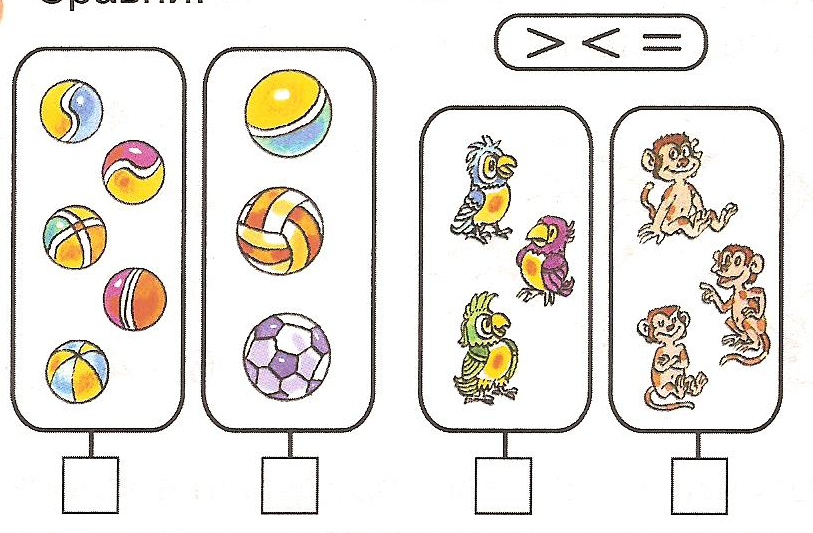 Сравни.
> < =